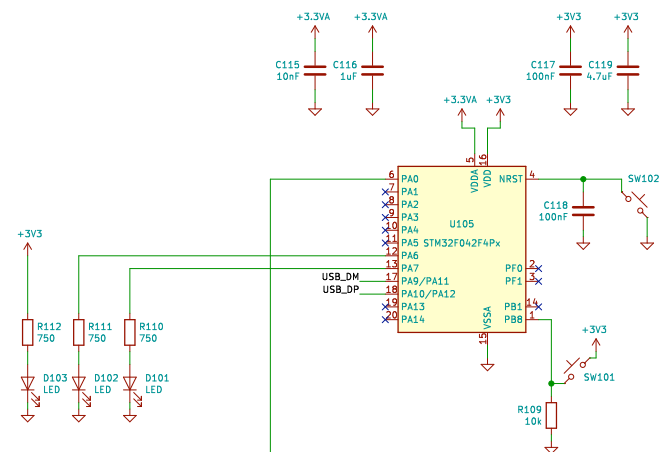 +3.3VA
+3.3VA
+3V3
+3V3
C115
10nF
C116
1uF
C117
100nF
C119
4.7uF
+3.3VA
+3V3
5
16
VDDA
VDD
6
PA0
NRST
4
SW102
7
PA1
8
PA2
C118
100nF
9
PA3
10
PA4
U105
11
PA5
STM32F042F4Px
+3V3
12
PA6
13
PA7
PF0
2
USB_DM
17
PA9/PA11
PF1
3
USB_DP
18
PA10/PA12
19
PA13
PB1
14
20
PA14
PB8
1
VSSA
15
R112
750
R111
750
R110
750
+3V3
D103
LED
D102
LED
D101
LED
SW101
R109
10k